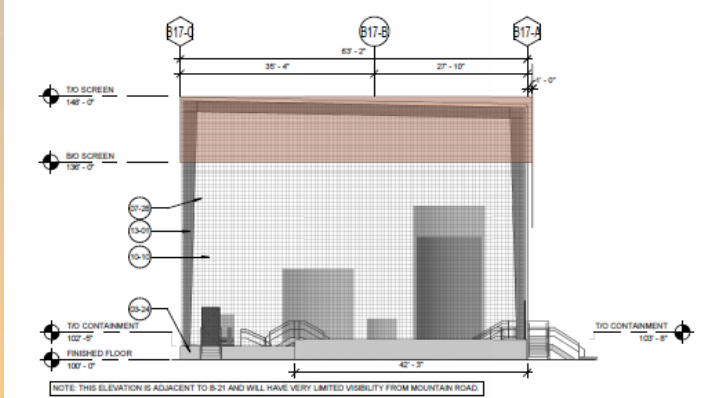 B17-C
B17-B
B17-A
63' - 2"
35' - 4"
27' - 10"
1' - 0"
T/O SCREEN
148' - 0"
B/O SCREEN
136' - 0"
07-28
13-01
10-10
03-24
T/O CONTAINMENT
102' -5"
T/O CONTAINMENT
103' - 8"
FINISHED FLOOR
100' - 0"
42' - 3"
NOTE: THIS ELEVATION IS ADJACENT TO B-21 AND WILL HAVE VERY LIMITED VISIBILITY FROM MOUNTAIN ROAD.